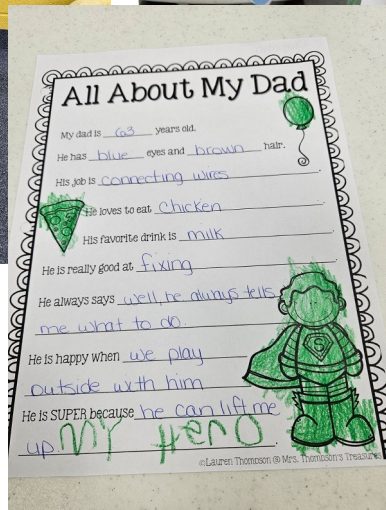 All About My Dad
My dad is 63 years old.
He has blue eyes and brown hair.
His job is connecting wires.
He loves to eat chicken.
His favorite drink is milk.
He is really good at fixing.
He always says well, he always tells
me what to do.
He is happy when we play
outside with him
He is SUPER because he can lift me
up. MY HerO.
S
©Lauren Thompson @ Mrs. Thompson's Treasures